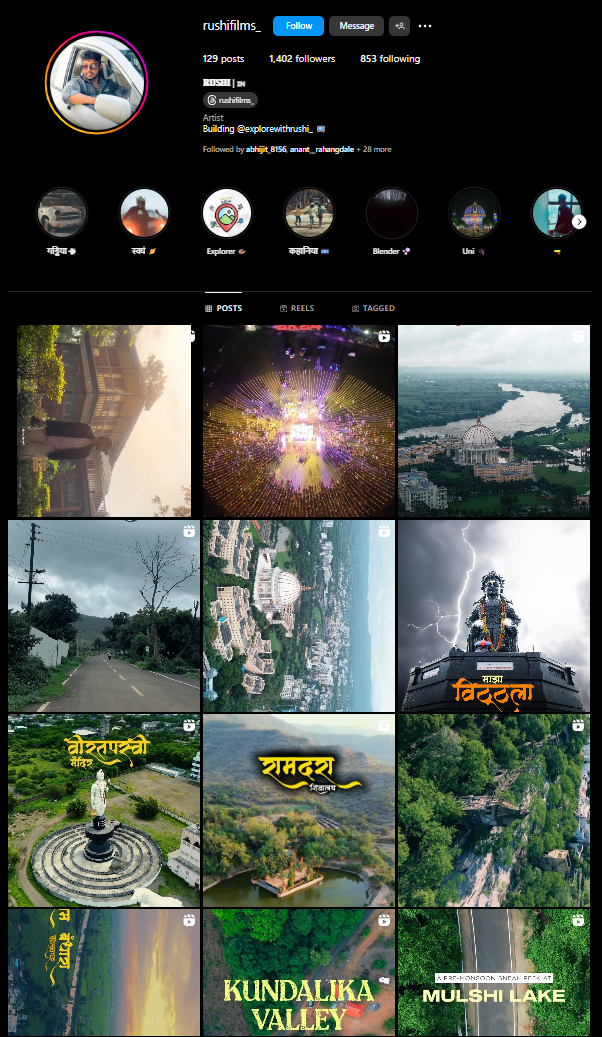 rushifilms_ Follow Message
129 posts 1,402 followers 853 following
RUSHI | IN
rushifilms_
Artist
Building @explorewithrushi_
Followed by abhijit_8156, anant__rahangdale + 28 more
गड्डिया स्वयं Explorer कहानिया Blender Uni
POSTS REELS TAGGED
माझा
विठ्ठला
वीरतपस्वी
मंदिर
रामदरा
शिवालय
KUNDALIKA
VALLEY
A PRE-MONSOON SNEAK PEEK AT
MULSHI LAKE